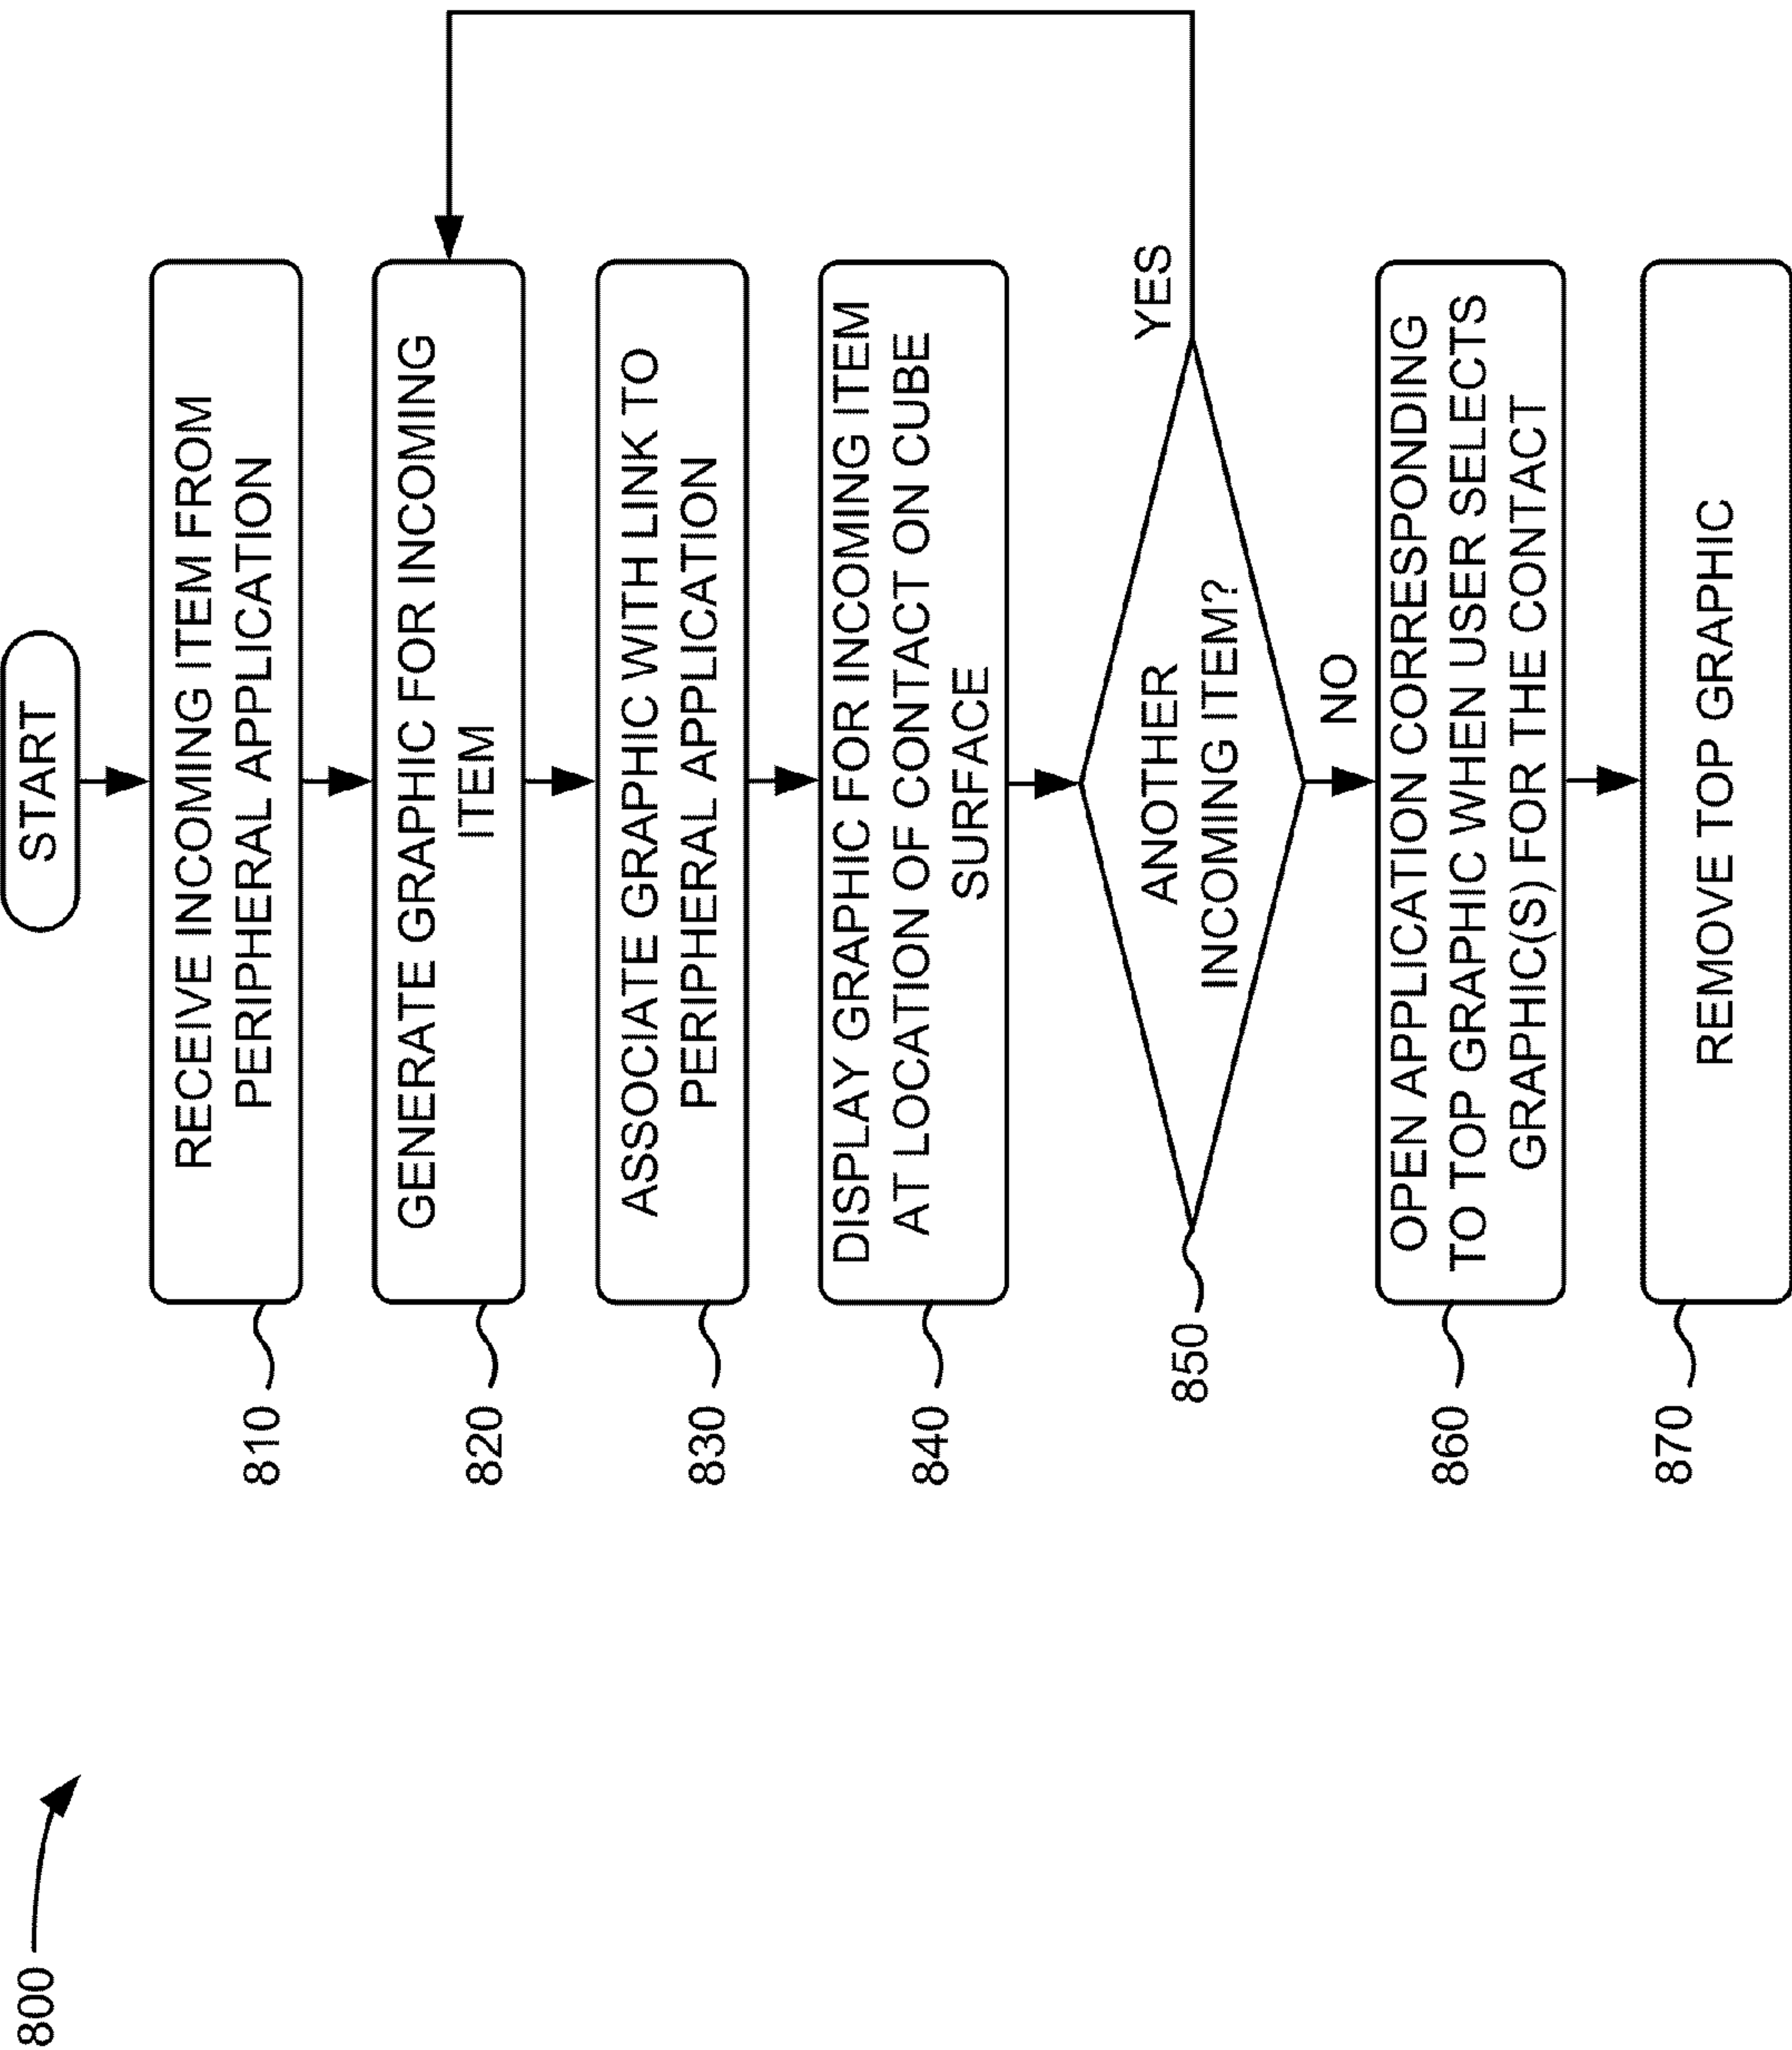 800
START
810
RECEIVE INCOMING ITEM FROM
PERIPHERAL APPLICATION
820
GENERATE GRAPHIC FOR INCOMING
ITEM
830
ASSOCIATE GRAPHIC WITH LINK TO
PERIPHERAL APPLICATION
840
DISPLAY GRAPHIC FOR INCOMING ITEM
AT LOCATION OF CONTACT ON CUBE
SURFACE
850
ANOTHER
INCOMING ITEM?
YES
NO
860
OPEN APPLICATION CORRESPONDING
TO TOP GRAPHIC WHEN USER SELECTS
GRAPHIC(S) FOR THE CONTACT
870
REMOVE TOP GRAPHIC